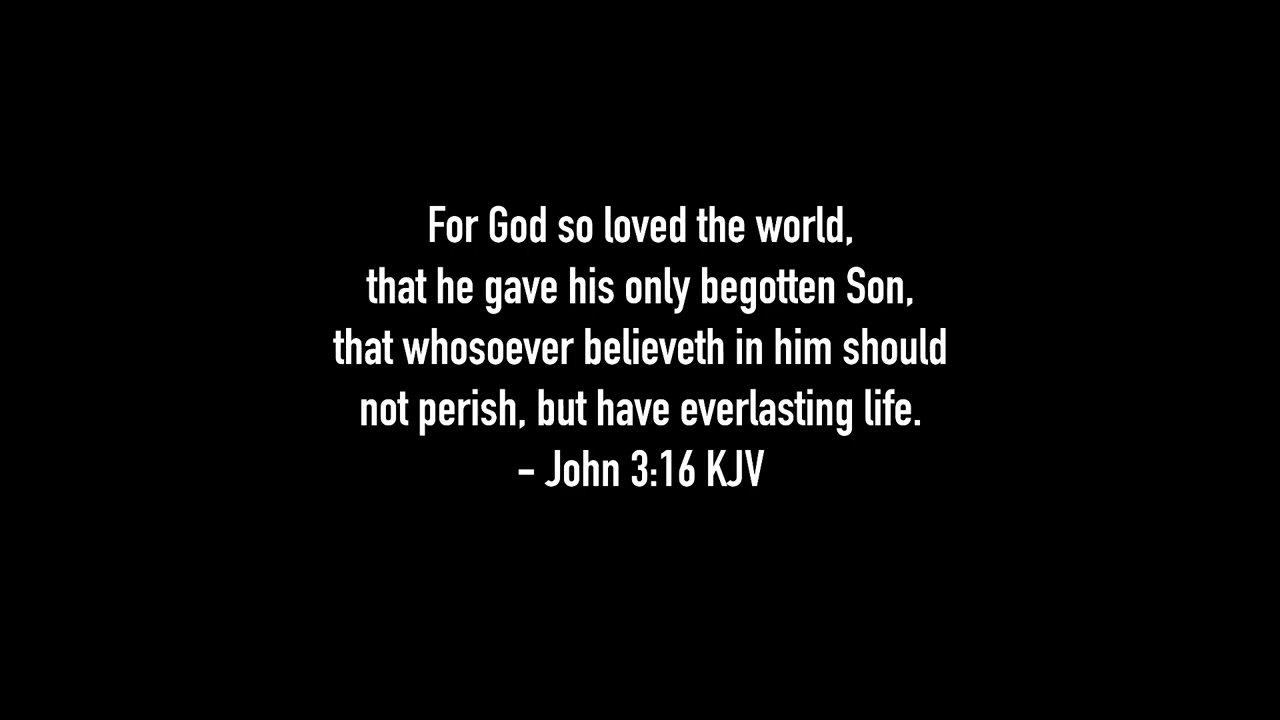 For God so loved the world,
that he gave his only begotten Son,
that whosoever believeth in him should
not perish, but have everlasting life.
- John 3:16 KJV